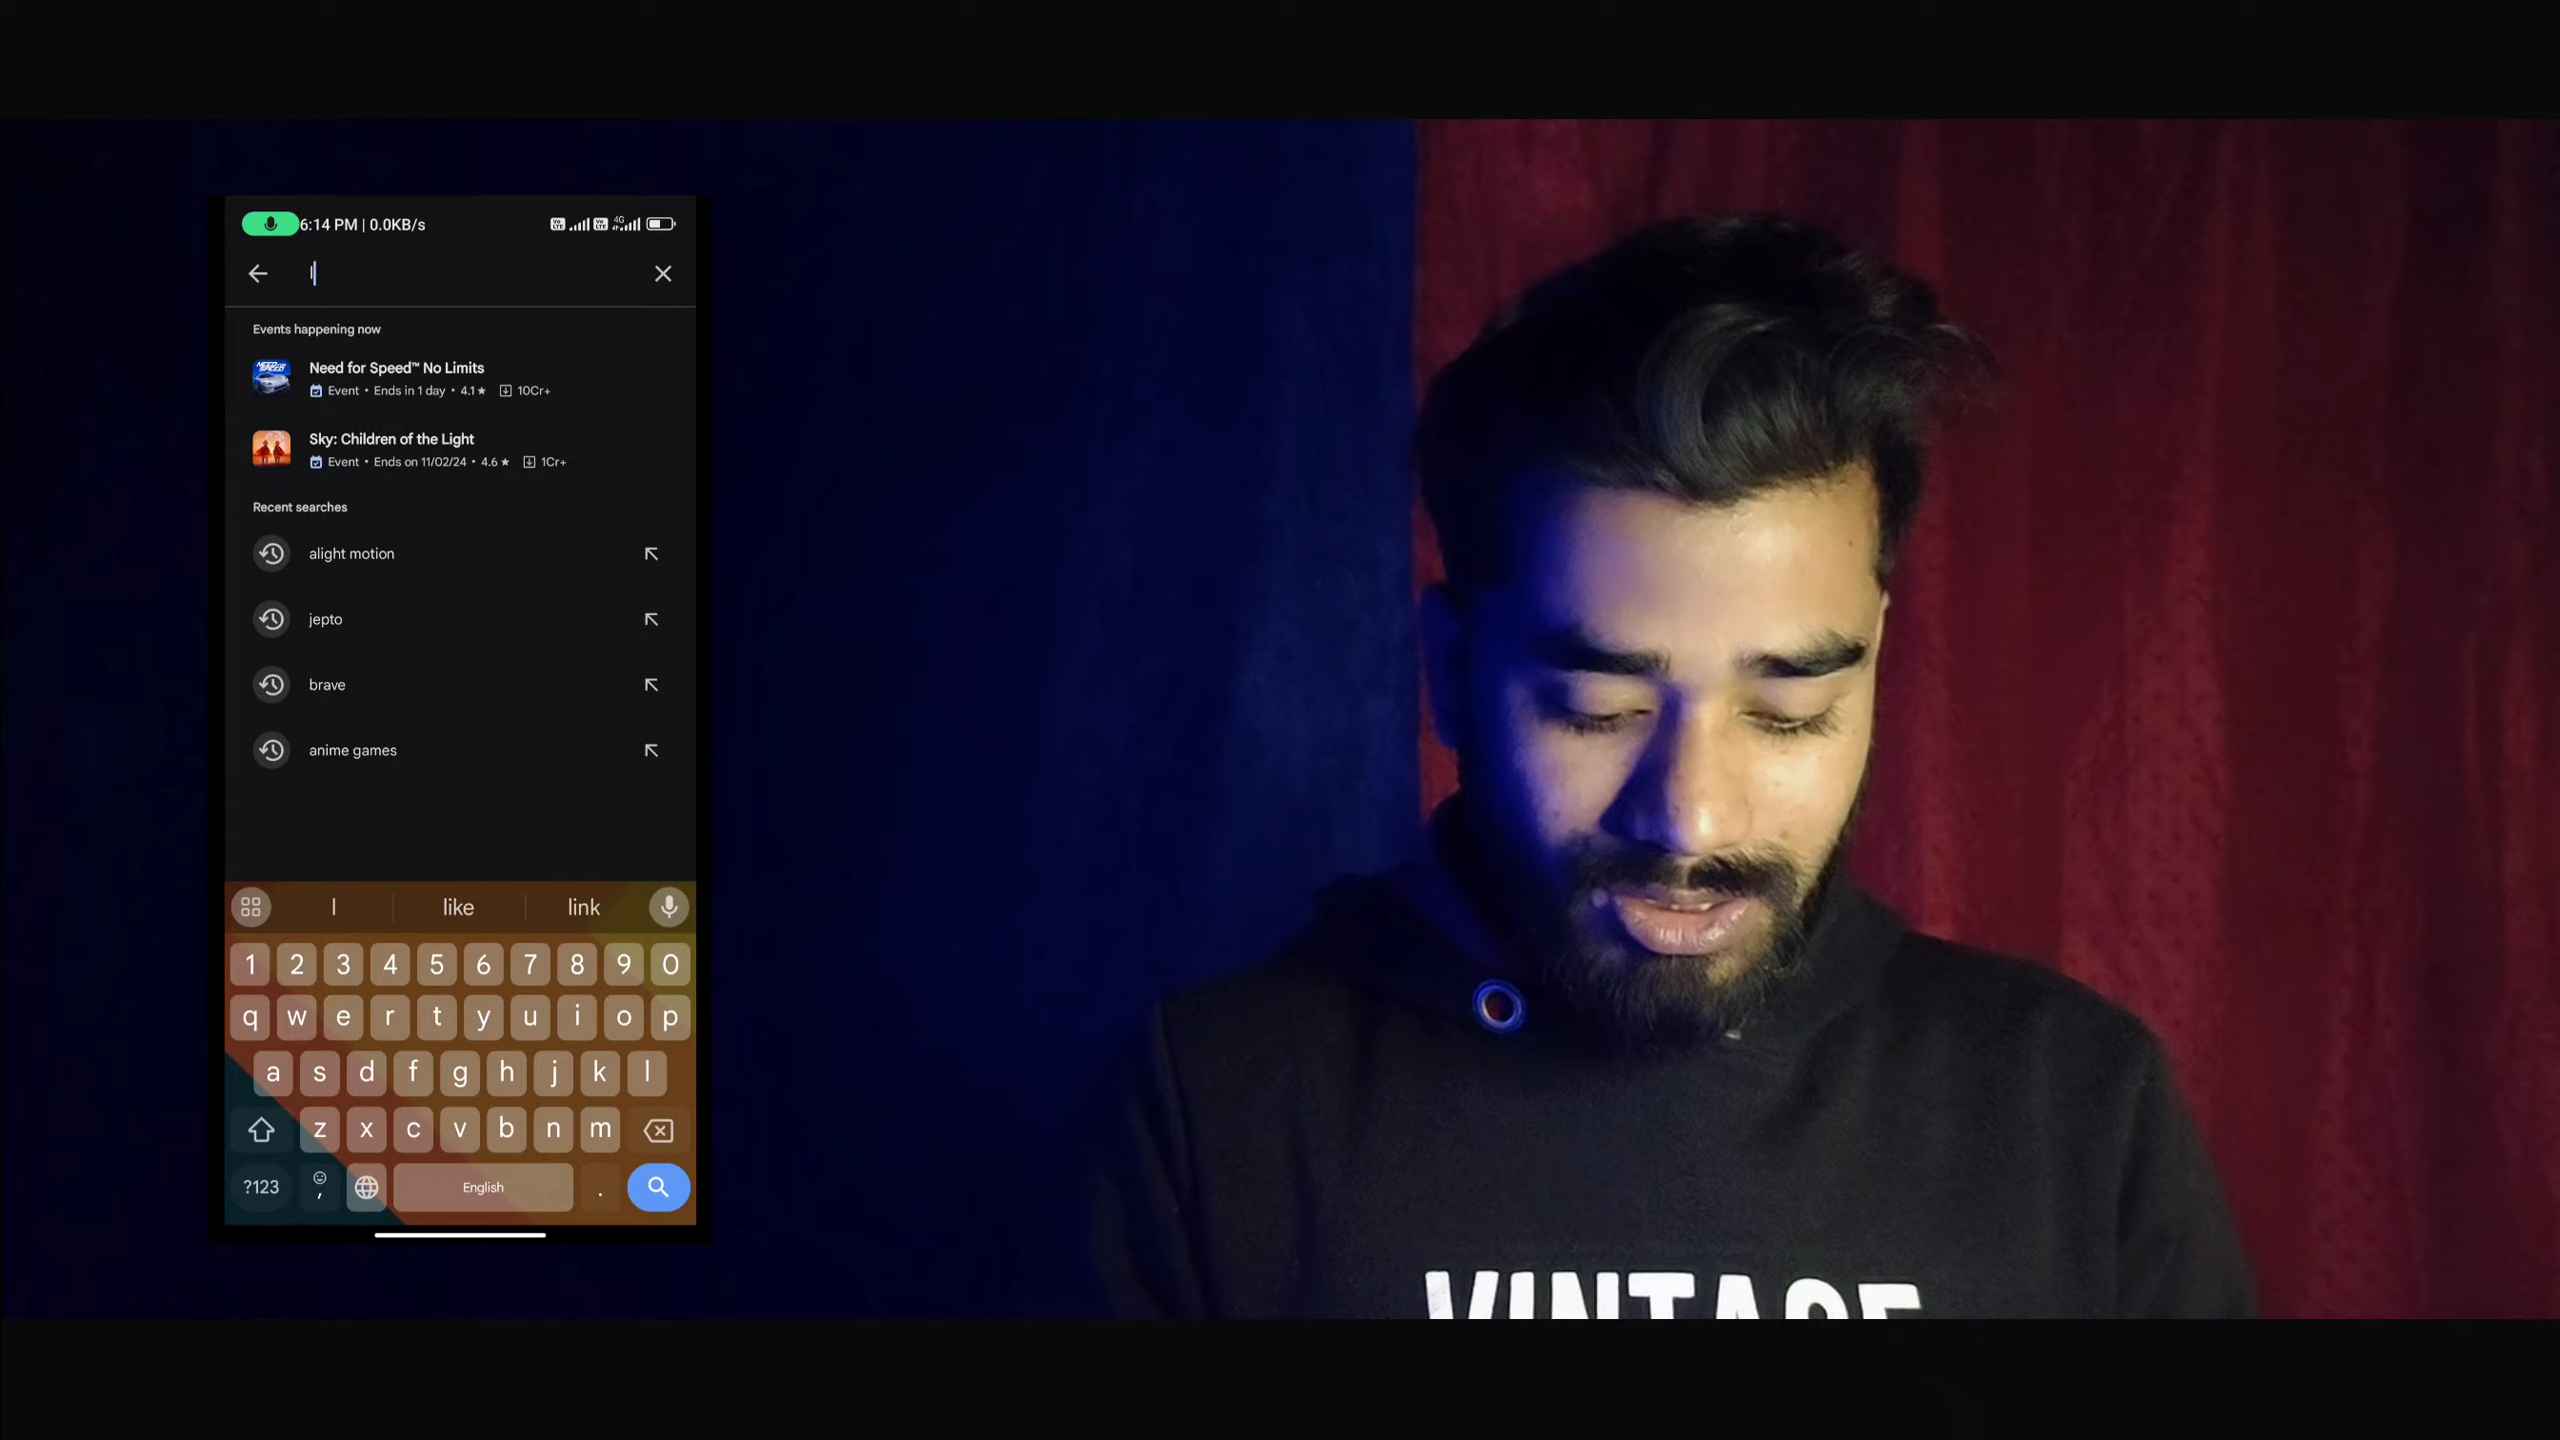 6:14 PM | 0.0KB/s
4G
l
Events happening now
Need for Speed™ No Limits
Event • Ends in 1 day • 4.1★ 10Cr+
Sky: Children of the Light
Event • Ends on 11/02/24 • 4.6★ 1Cr+
Recent searches
alight motion
jepto
brave
anime games
l like link
1 2 3 4 5 6 7 8 9 0
q w e r t y u i o p
a s d f g h j k l
z x c v b n m
?123 , English .
VINTAGE